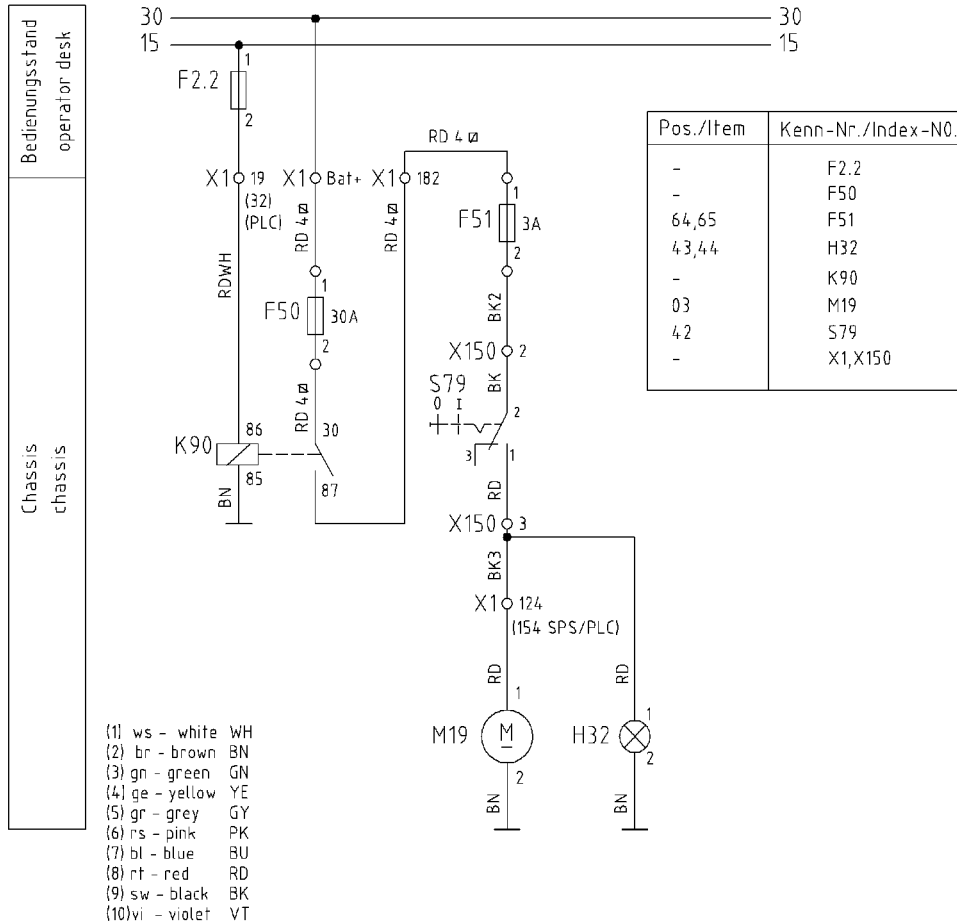 Bedienungsstand
operator desk
Chassis
chassis
30 30
15 15
1
F2.2
2
X1 19
(32)
(PLC)
RDWH
X1 Bat+
RD 4
1
F50 30A
2
RD 4
X1 182
RD 4
RD 4
1
F51 3A
2
BK2
X150 2
BK
S79
0 I
2
3 1
RD
X150 3
BK3
X1 124
(154 SPS/PLC)
RD
1
M19 M
2
BN
RD
1
H32
2
BN
86
K90
85
BN
30
87
Pos./Item Kenn-Nr./Index-NO.
- F2.2
- F50
64,65 F51
43,44 H32
- K90
03 M19
42 S79
- X1,X150
(1) ws - white WH
(2) br - brown BN
(3) gn - green GN
(4) ge - yellow YE
(5) gr - grey GY
(6) rs - pink PK
(7) bl - blue BU
(8) rt - red RD
(9) sw - black BK
(10)vi - violet VT